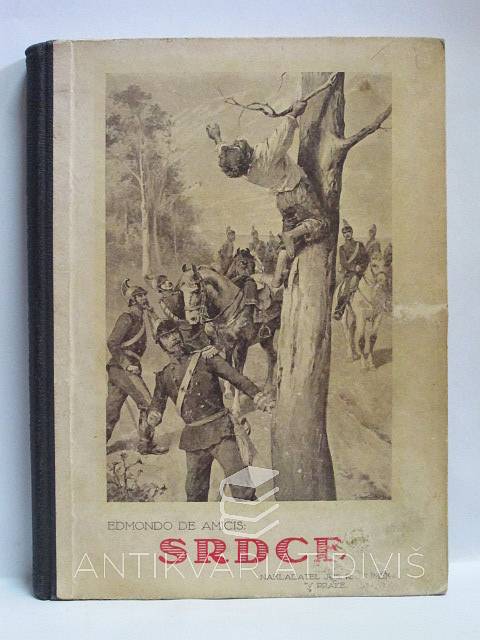 EDMONDO DE AMICIS:
SRDCE
ANTIKVARIÁT DIVIŠ
NAKLADATEL
V PRAZE